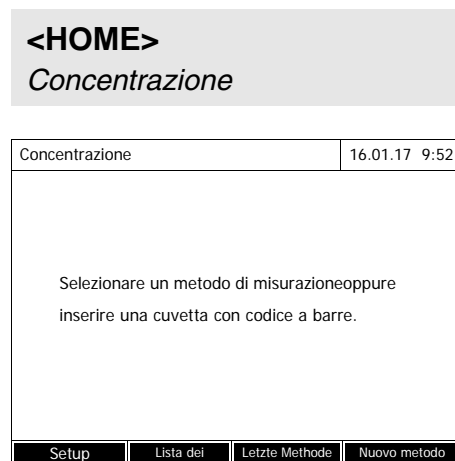 <HOME>
Concentrazione
Concentrazione 16.01.17 9:52
Selezionare un metodo di misurazioneoppure
inserire una cuvetta con codice a barre.
Setup Lista dei Letzte Methode Nuovo metodo